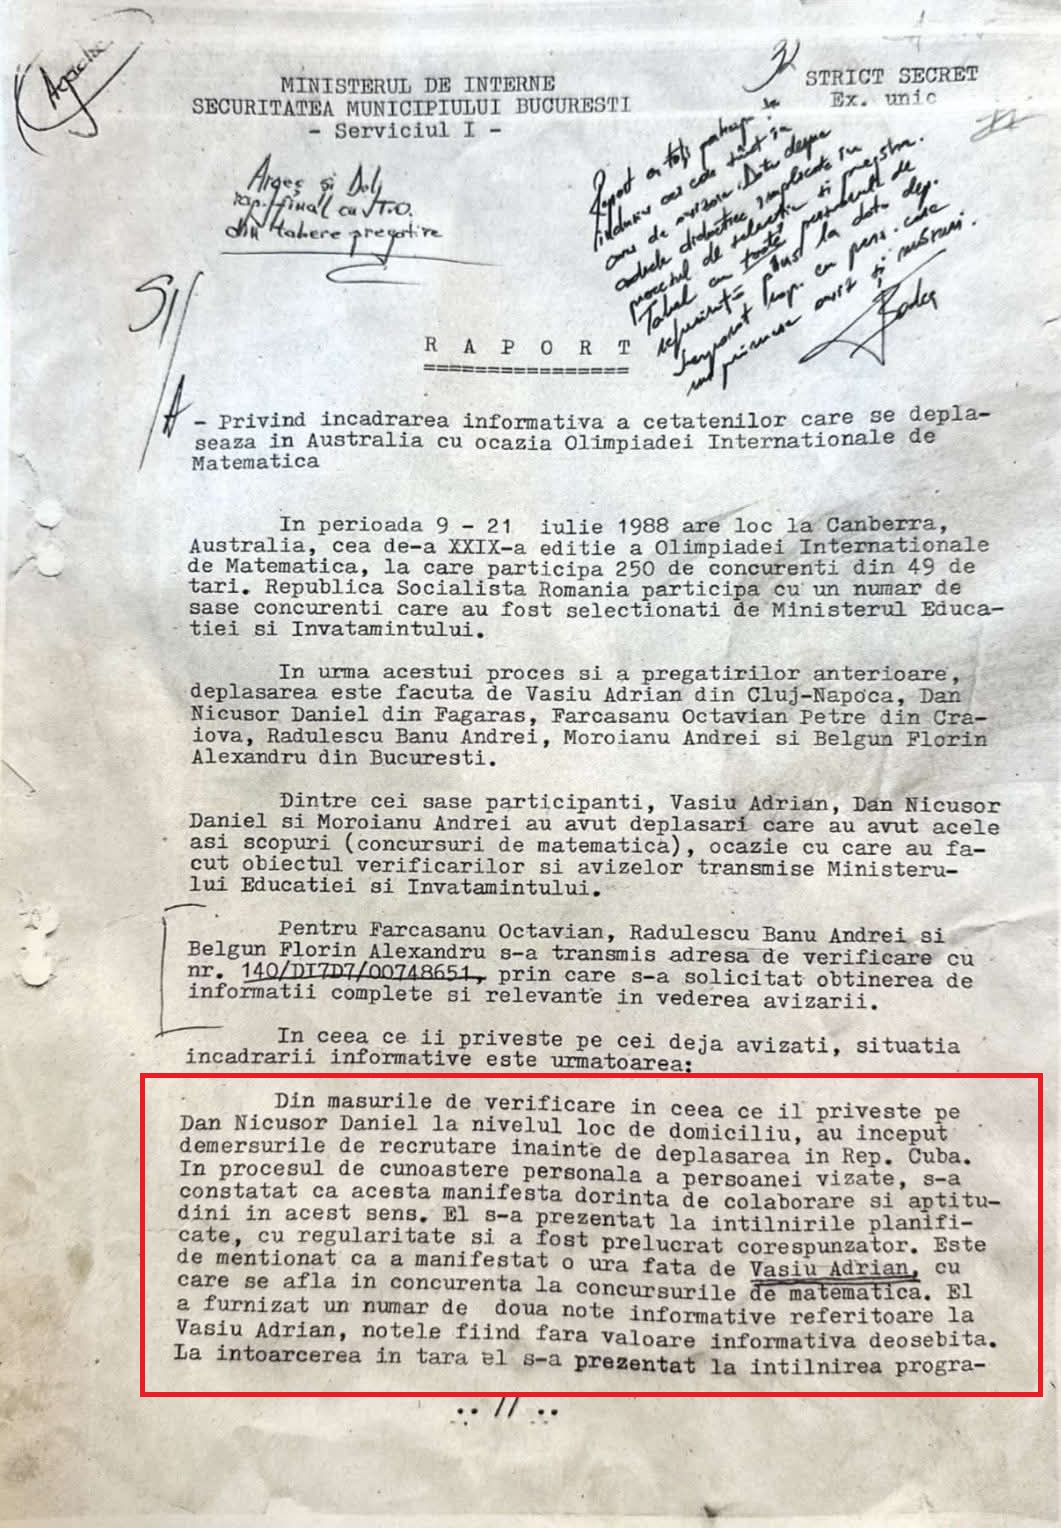 Agachie
MINISTERUL DE INTERNE
SECURITATEA MUNICIPIULUI BUCURESTI
- Serviciul I -
STRICT SECRET
Ex. unic
Argeș și Dolj
rap. final cu T.O.
din tabere pregatire
R A P O R T
================
- Privind incadrarea informativa a cetatenilor care se depla-
seaza in Australia cu ocazia Olimpiadei Internationale de
Matematica
In perioada 9 - 21 iulie 1988 are loc la Canberra,
Australia, cea de-a XXIX-a editie a Olimpiadei Internationale
de Matematica, la care participa 250 de concurenti din 49 de
tari. Republica Socialista Romania participa cu un numar de
sase concurenti care au fost selectionati de Ministerul Educa-
tiei si Invatamintului.
In urma acestui proces si a pregatirilor anterioare,
deplasarea este facuta de Vasiu Adrian din Cluj-Napoca, Dan
Nicusor Daniel din Fagaras, Farcasanu Octavian Petre din Cra-
iova, Radulescu Banu Andrei, Moroianu Andrei si Belgun Florin
Alexandru din Bucuresti.
Dintre cei sase participanti, Vasiu Adrian, Dan Nicusor
Daniel si Moroianu Andrei au avut deplasari care au avut acele
asi scopuri (concursuri de matematica), ocazie cu care au fa-
cut obiectul verificarilor si avizelor transmise Ministeru-
lui Educatiei si Invatamintului.
Pentru Farcasanu Octavian, Radulescu Banu Andrei si
Belgun Florin Alexandru s-a transmis adresa de verificare cu
nr. 140/DI7D7/00748651, prin care s-a solicitat obtinerea de
informatii complete si relevante in vederea avizarii.
In ceea ce ii priveste pe cei deja avizati, situatia
incadrarii informative este urmatoarea:
Din masurile de verificare in ceea ce il priveste pe
Dan Nicusor Daniel la nivelul loc de domiciliu, au inceput
demersurile de recrutare inainte de deplasarea in Rep. Cuba.
In procesul de cunoastere personala a persoanei vizate, s-a
constatat ca acesta manifesta dorinta de colaborare si aptitu-
dini in acest sens. El s-a prezentat la intilnirile planifi-
cate, cu regularitate si a fost prelucrat corespunzator. Este
de mentionat ca a manifestat o ura fata de Vasiu Adrian, cu
care se afla in concurenta la concursurile de matematica. El
a furnizat un numar de doua note informative referitoare la
Vasiu Adrian, notele fiind fara valoare informativa deosebita.
La intoarcerea in tara el s-a prezentat la intilnirea progra-
.. // ..